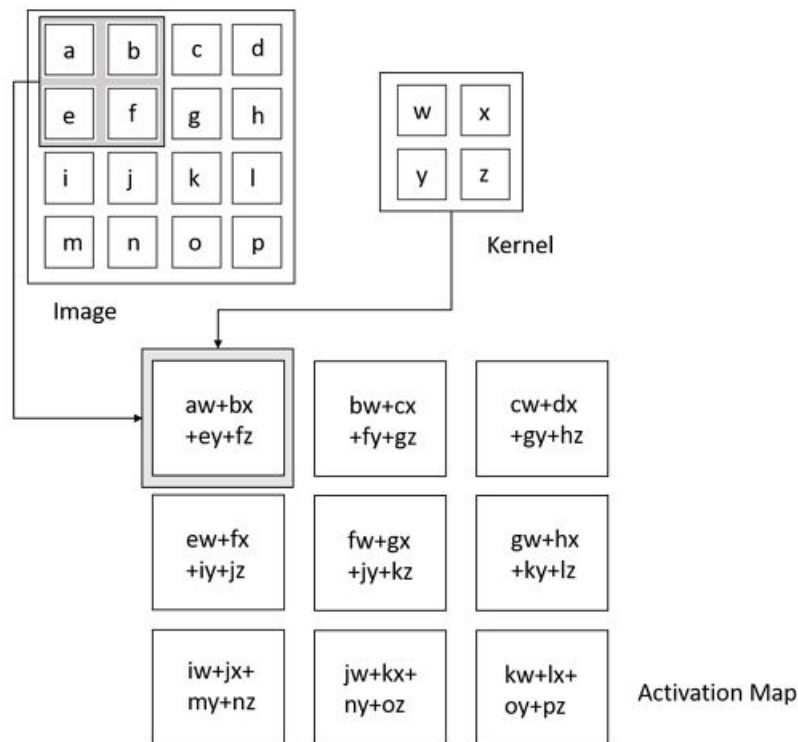 a b c d
e f g h
i j k l
m n o p
Image
w x
y z
Kernel
aw+bx
+ey+fz
bw+cx
+fy+gz
cw+dx
+gy+hz
ew+fx
+iy+jz
fw+gx
+jy+kz
gw+hx
+ky+lz
iw+jx+
my+nz
jw+kx+
ny+oz
kw+lx+
oy+pz
Activation Map